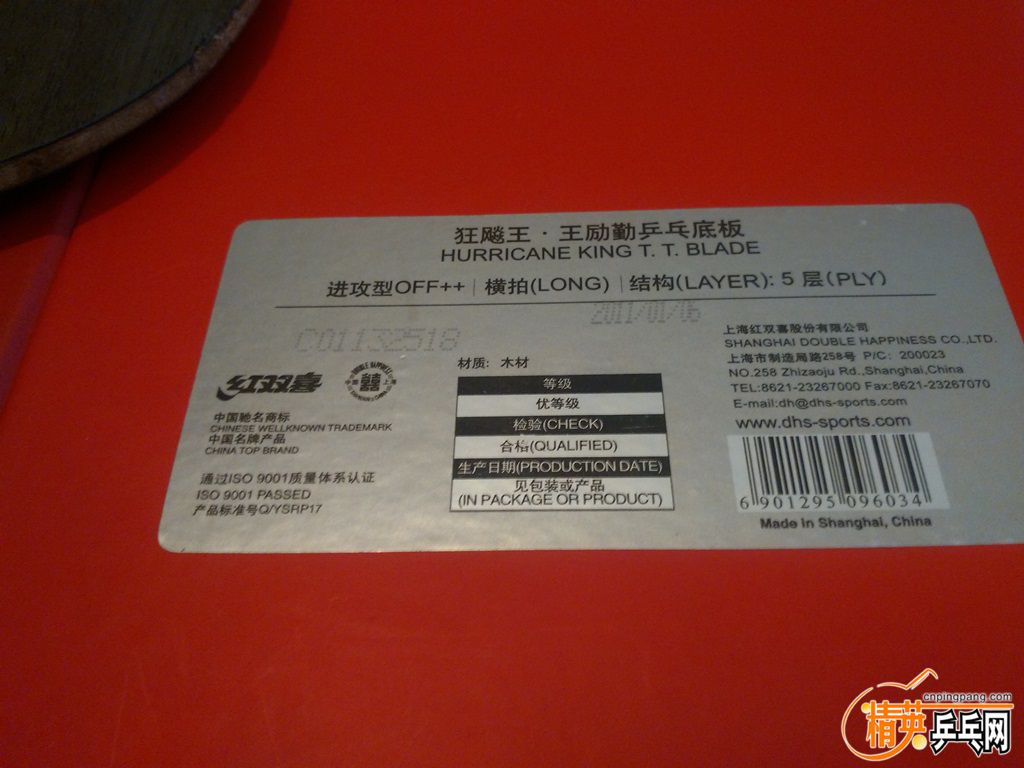 狂飚王·王励勤乒乓底板
HURRICANE KING T. T. BLADE
进攻型OFF++ | 横拍(LONG) | 结构(LAYER): 5 层(PLY)
C01132518
2011/01/06
红双喜
DOUBLE HAPPINESS
中国驰名商标
CHINESE WELLKNOWN TRADEMARK
中国名牌产品
CHINA TOP BRAND
通过ISO 9001质量体系认证
ISO 9001 PASSED
产品标准号Q/YSRP17
材质: 木材
等级
优等级
检验(CHECK)
合格(QUALIFIED)
生产日期(PRODUCTION DATE)
见包装或产品
(IN PACKAGE OR PRODUCT)
上海红双喜股份有限公司
SHANGHAI DOUBLE HAPPINESS CO.,LTD.
上海市制造局路258号 P/C: 200023
NO.258 Zhizaoju Rd.,Shanghai,China
TEL:8621-23267000 Fax:8621-23267070
E-mail:dh@dhs-sports.com
www.dhs-sports.com
6 901295 096034
Made in Shanghai, China
cnpingpang.com
精英乒乓网